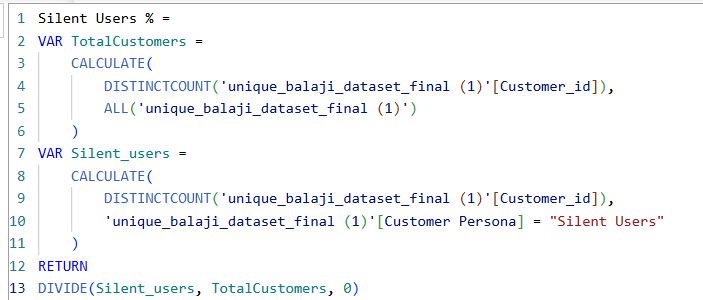 1 Silent Users % =
2 VAR TotalCustomers =
3 CALCULATE(
4 DISTINCTCOUNT('unique_balaji_dataset_final (1)'[Customer_id]),
5 ALL('unique_balaji_dataset_final (1)')
6 )
7 VAR Silent_users =
8 CALCULATE(
9 DISTINCTCOUNT('unique_balaji_dataset_final (1)'[Customer_id]),
10 'unique_balaji_dataset_final (1)'[Customer Persona] = "Silent Users"
11 )
12 RETURN
13 DIVIDE(Silent_users, TotalCustomers, 0)